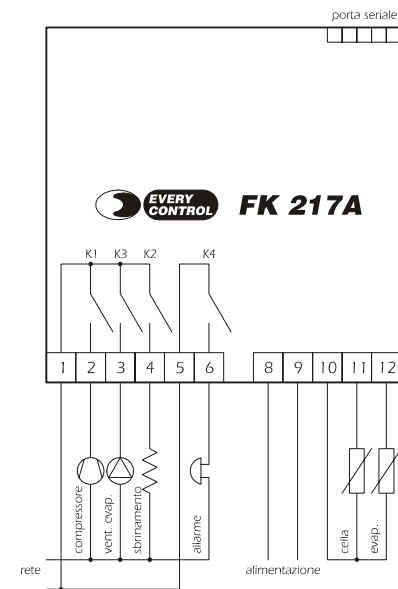 porta seriale
EVERY
CONTROL
FK 217A
K1 K3 K2 K4
1 2 3 4 5 6 8 9 10 11 12
compressore
vent. evap.
sbrinamento
allarme
cella
evap.
rete
alimentazione